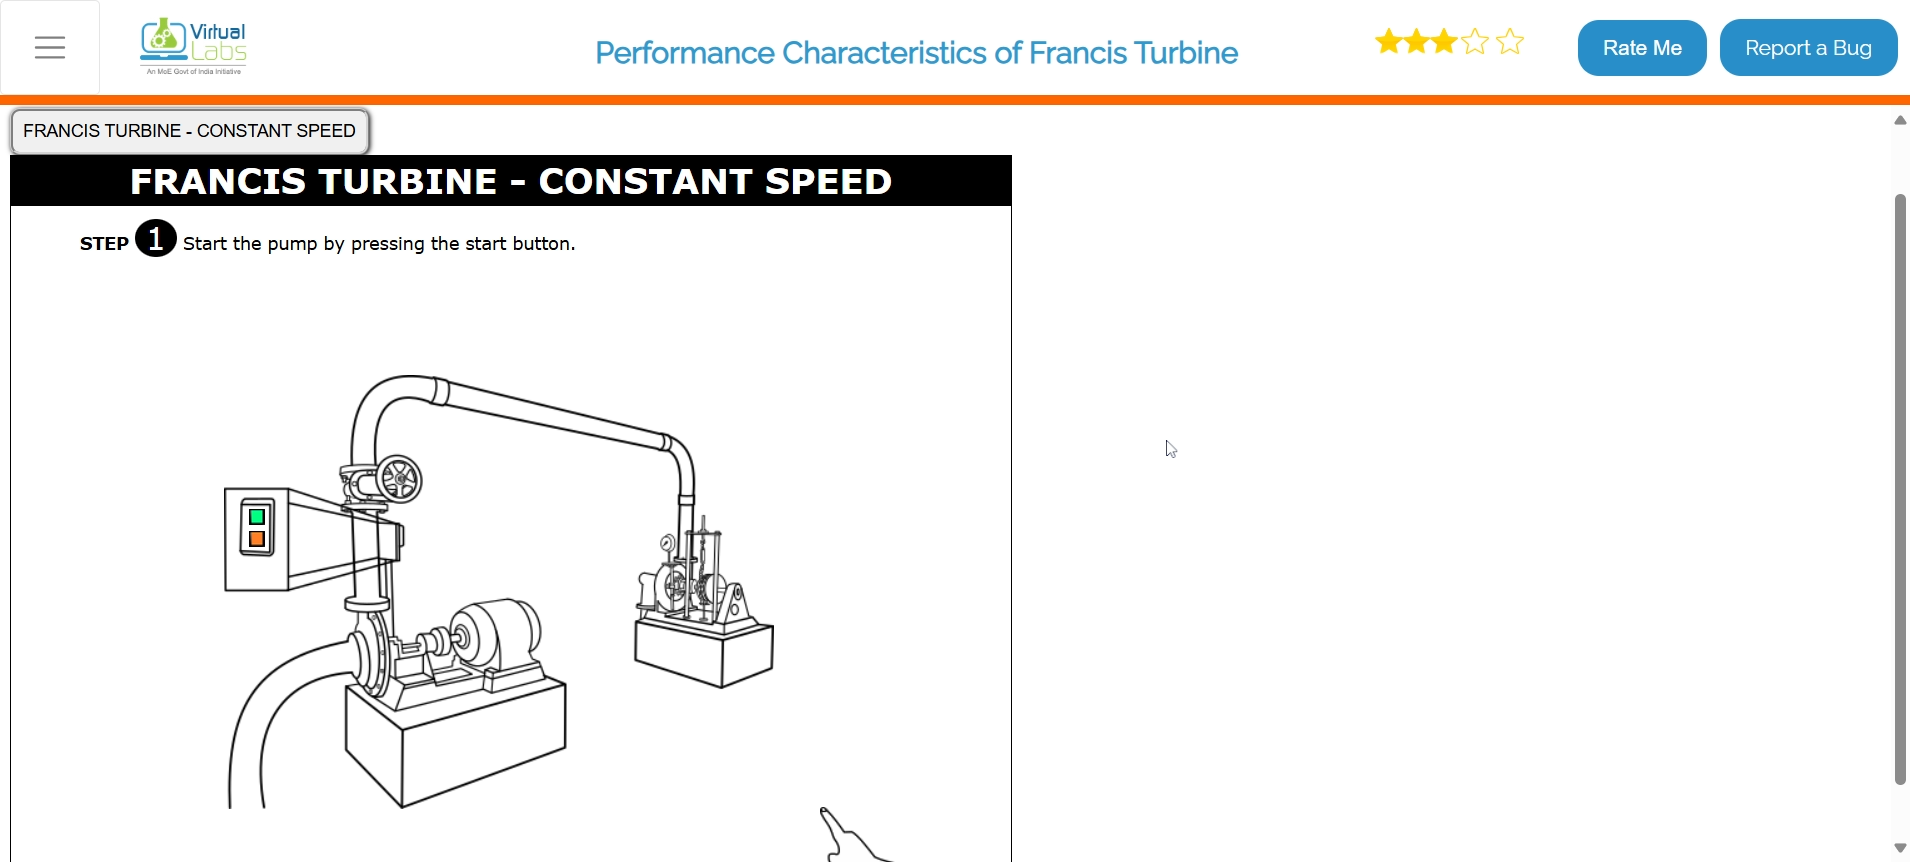 Virtual
Labs
An MoE Govt of India Initiative
Performance Characteristics of Francis Turbine
Rate Me
Report a Bug
FRANCIS TURBINE - CONSTANT SPEED
FRANCIS TURBINE - CONSTANT SPEED
STEP 1 Start the pump by pressing the start button.